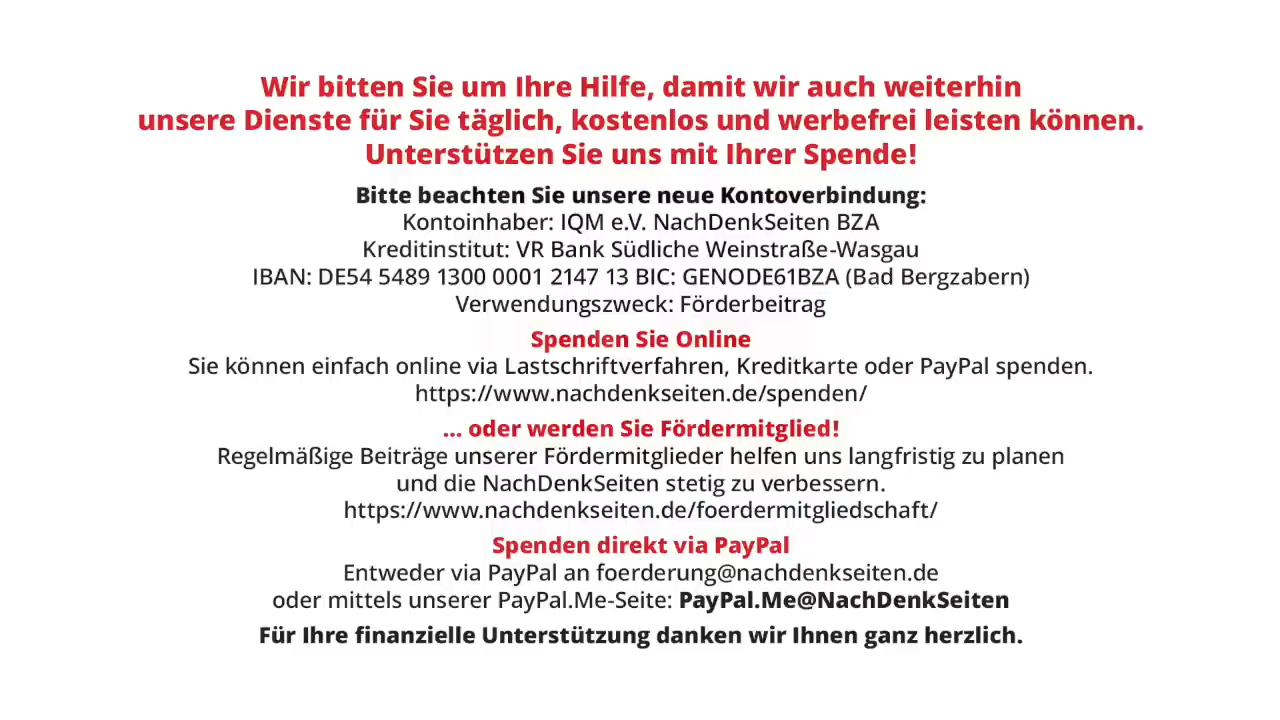 Wir bitten Sie um Ihre Hilfe, damit wir auch weiterhin
unsere Dienste für Sie täglich, kostenlos und werbefrei leisten können.
Unterstützen Sie uns mit Ihrer Spende!
Bitte beachten Sie unsere neue Kontoverbindung:
Kontoinhaber: IQM e.V. NachDenkSeiten BZA
Kreditinstitut: VR Bank Südliche Weinstraße-Wasgau
IBAN: DE54 5489 1300 0001 2147 13 BIC: GENODE61BZA (Bad Bergzabern)
Verwendungszweck: Förderbeitrag
Spenden Sie Online
Sie können einfach online via Lastschriftverfahren, Kreditkarte oder PayPal spenden.
https://www.nachdenkseiten.de/spenden/
... oder werden Sie Fördermitglied!
Regelmäßige Beiträge unserer Fördermitglieder helfen uns langfristig zu planen
und die NachDenkSeiten stetig zu verbessern.
https://www.nachdenkseiten.de/foerdermitgliedschaft/
Spenden direkt via PayPal
Entweder via PayPal an foerderung@nachdenkseiten.de
oder mittels unserer PayPal.Me-Seite: PayPal.Me@NachDenkSeiten
Für Ihre finanzielle Unterstützung danken wir Ihnen ganz herzlich.